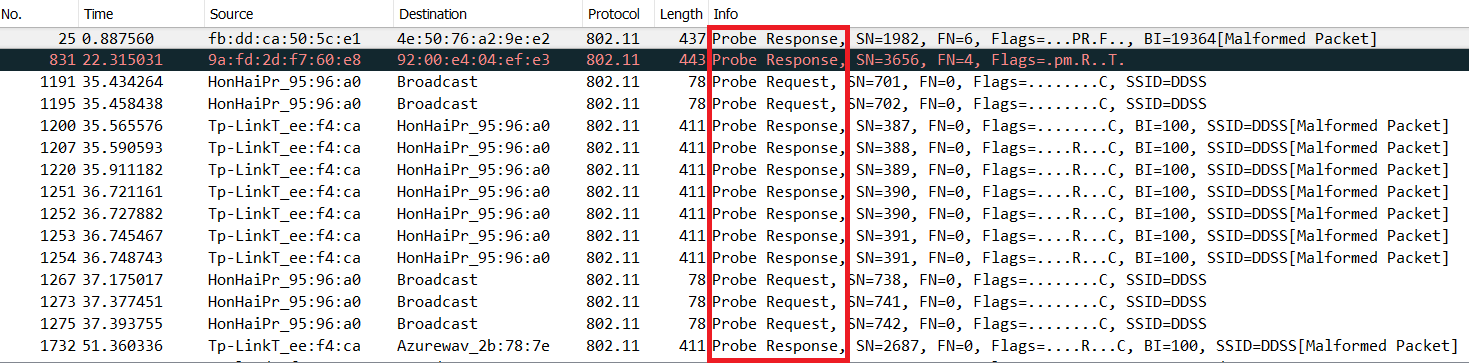 No. Time Source Destination Protocol Length Info
25 0.887560 fb:dd:ca:50:5c:e1 4e:50:76:a2:9e:e2 802.11 437 Probe Response, SN=1982, FN=6, Flags=...PR.F.., BI=19364[Malformed Packet]
831 22.315031 9a:fd:2d:f7:60:e8 92:00:e4:04:ef:e3 802.11 443 Probe Response, SN=3656, FN=4, Flags=.pm.R..T.
1191 35.434264 HonHaiPr_95:96:a0 Broadcast 802.11 78 Probe Request, SN=701, FN=0, Flags=........C, SSID=DDSS
1195 35.458438 HonHaiPr_95:96:a0 Broadcast 802.11 78 Probe Request, SN=702, FN=0, Flags=........C, SSID=DDSS
1200 35.565576 Tp-LinkT_ee:f4:ca HonHaiPr_95:96:a0 802.11 411 Probe Response, SN=387, FN=0, Flags=........C, BI=100, SSID=DDSS[Malformed Packet]
1207 35.590593 Tp-LinkT_ee:f4:ca HonHaiPr_95:96:a0 802.11 411 Probe Response, SN=388, FN=0, Flags=....R...C, BI=100, SSID=DDSS[Malformed Packet]
1220 35.911182 Tp-LinkT_ee:f4:ca HonHaiPr_95:96:a0 802.11 411 Probe Response, SN=389, FN=0, Flags=....R...C, BI=100, SSID=DDSS[Malformed Packet]
1251 36.721161 Tp-LinkT_ee:f4:ca HonHaiPr_95:96:a0 802.11 411 Probe Response, SN=390, FN=0, Flags=....R...C, BI=100, SSID=DDSS[Malformed Packet]
1252 36.727882 Tp-LinkT_ee:f4:ca HonHaiPr_95:96:a0 802.11 411 Probe Response, SN=390, FN=0, Flags=....R...C, BI=100, SSID=DDSS[Malformed Packet]
1253 36.745467 Tp-LinkT_ee:f4:ca HonHaiPr_95:96:a0 802.11 411 Probe Response, SN=391, FN=0, Flags=....R...C, BI=100, SSID=DDSS[Malformed Packet]
1254 36.748743 Tp-LinkT_ee:f4:ca HonHaiPr_95:96:a0 802.11 411 Probe Response, SN=391, FN=0, Flags=....R...C, BI=100, SSID=DDSS[Malformed Packet]
1267 37.175017 HonHaiPr_95:96:a0 Broadcast 802.11 78 Probe Request, SN=738, FN=0, Flags=........C, SSID=DDSS
1273 37.377451 HonHaiPr_95:96:a0 Broadcast 802.11 78 Probe Request, SN=741, FN=0, Flags=........C, SSID=DDSS
1275 37.393755 HonHaiPr_95:96:a0 Broadcast 802.11 78 Probe Request, SN=742, FN=0, Flags=........C, SSID=DDSS
1732 51.360336 Tp-LinkT_ee:f4:ca Azurewav_2b:78:7e 802.11 411 Probe Response, SN=2687, FN=0, Flags=....R...C, BI=100, SSID=DDSS[Malformed Packet]